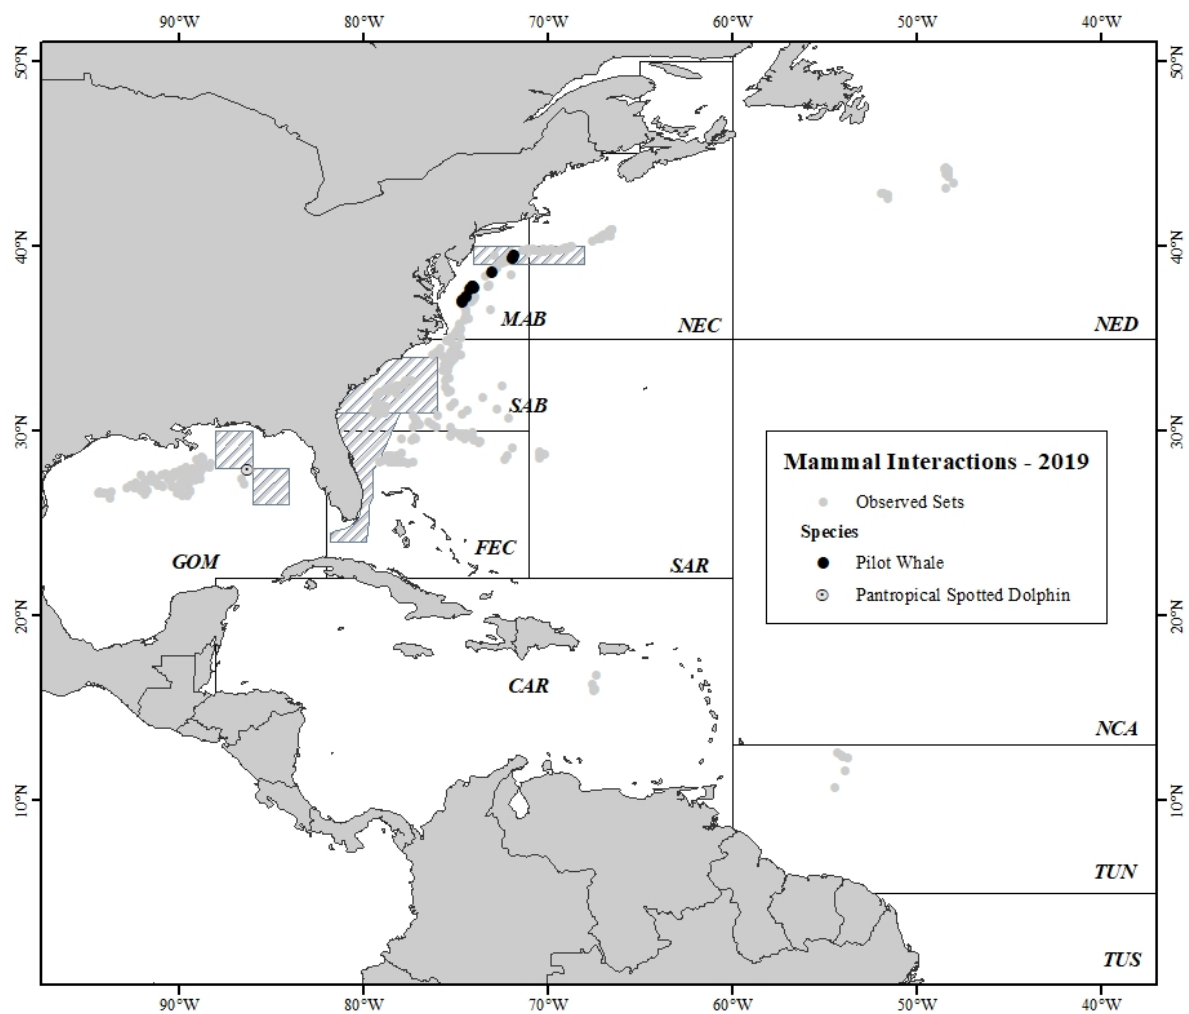 90°W 80°W 70°W 60°W 50°W 40°W
50°N 50°N
40°N 40°N
MAB NEC NED
SAB
30°N 30°N
Mammal Interactions - 2019
Observed Sets
Species
Pilot Whale
Pantropical Spotted Dolphin
GOM FEC SAR
20°N 20°N
CAR
NCA
10°N 10°N
TUN
TUS
90°W 80°W 70°W 60°W 50°W 40°W